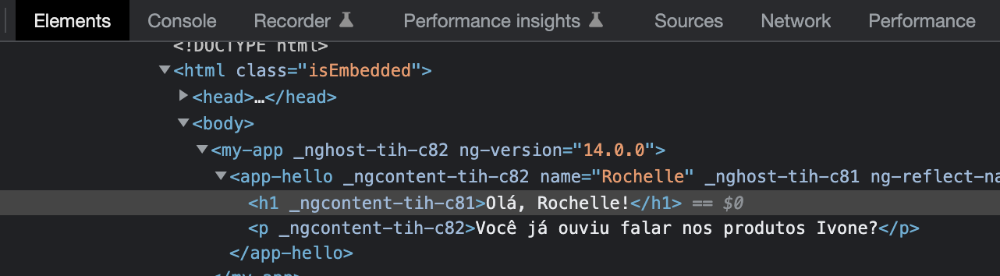 Elements Console Recorder Performance insights Sources Network Performance
<!DOCTYPE html>
<html class="isEmbedded">
<head>…</head>
<body>
<my-app _nghost-tih-c82 ng-version="14.0.0">
<app-hello _ngcontent-tih-c82 name="Rochelle" _nghost-tih-c81 ng-reflect-na
<h1 _ngcontent-tih-c81>Olá, Rochelle!</h1> == $0
<p _ngcontent-tih-c82>Você já ouviu falar nos produtos Ivone?</p>
</app-hello>
</my-app>